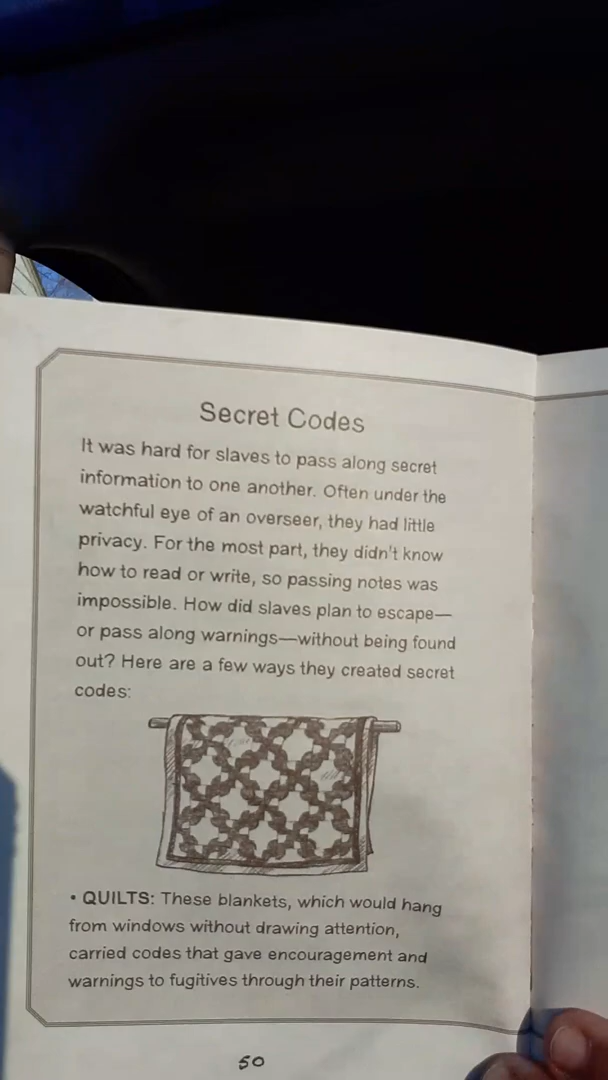 Secret Codes
It was hard for slaves to pass along secret
information to one another. Often under the
watchful eye of an overseer, they had little
privacy. For the most part, they didn't know
how to read or write, so passing notes was
impossible. How did slaves plan to escape—
or pass along warnings—without being found
out? Here are a few ways they created secret
codes:
• QUILTS: These blankets, which would hang
from windows without drawing attention,
carried codes that gave encouragement and
warnings to fugitives through their patterns.
50